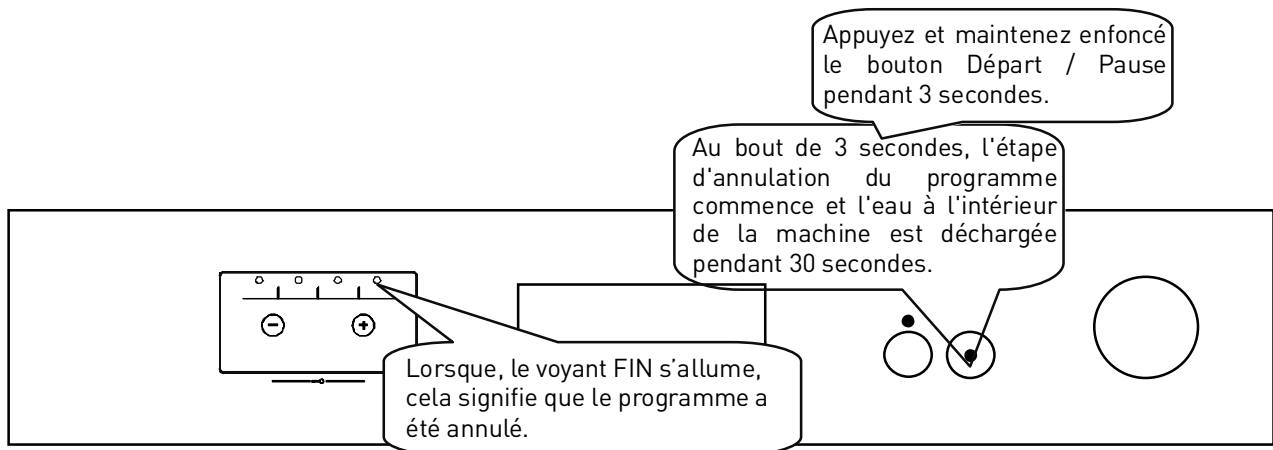 Appuyez et maintenez enfoncé
le bouton Départ / Pause
pendant 3 secondes.
Au bout de 3 secondes, l'étape
d'annulation du programme
commence et l'eau à l'intérieur
de la machine est déchargée
pendant 30 secondes.
Lorsque, le voyant FIN s’allume,
cela signifie que le programme a
été annulé.